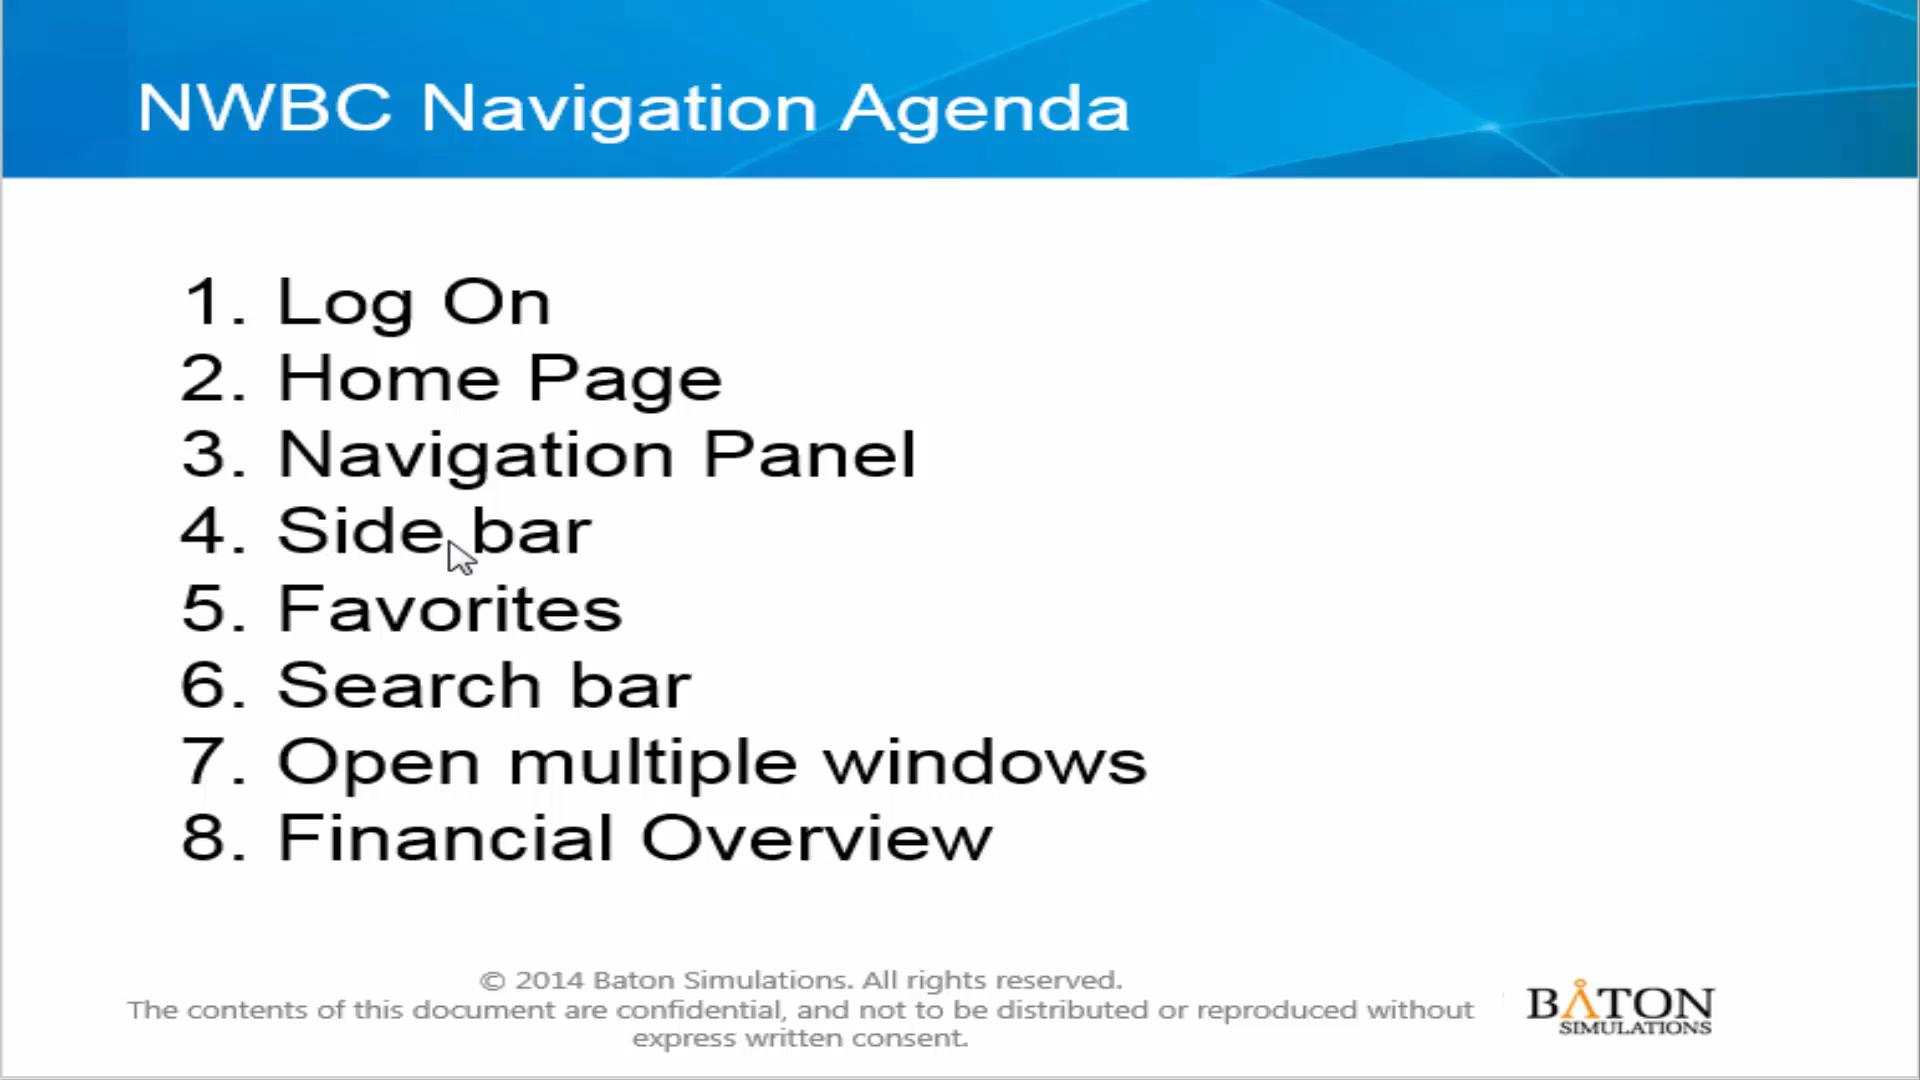 NWBC Navigation Agenda
1. Log On
2. Home Page
3. Navigation Panel
4. Side bar
5. Favorites
6. Search bar
7. Open multiple windows
8. Financial Overview
© 2014 Baton Simulations. All rights reserved.
The contents of this document are confidential, and not to be distributed or reproduced without
express written consent.
BATON
SIMULATIONS